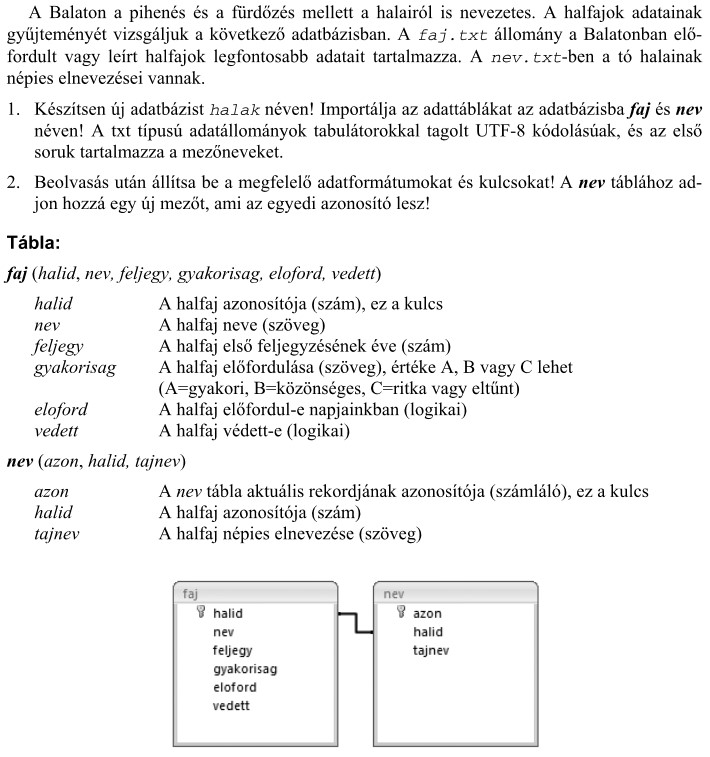 A Balaton a pihenés és a fürdőzés mellett a halairól is nevezetes. A halfajok adatainak
gyűjteményét vizsgáljuk a következő adatbázisban. A faj.txt állomány a Balatonban elő-
fordult vagy leírt halfajok legfontosabb adatait tartalmazza. A nev.txt-ben a tó halainak
népies elnevezései vannak.
1. Készítsen új adatbázist halak néven! Importálja az adattáblákat az adatbázisba faj és nev
néven! A txt típusú adatállományok tabulátorokkal tagolt UTF-8 kódolásúak, és az első
soruk tartalmazza a mezőneveket.
2. Beolvasás után állítsa be a megfelelő adatformátumokat és kulcsokat! A nev táblához ad-
jon hozzá egy új mezőt, ami az egyedi azonosító lesz!
Tábla:
faj (halid, nev, feljegy, gyakorisag, eloford, vedett)
halid A halfaj azonosítója (szám), ez a kulcs
nev A halfaj neve (szöveg)
feljegy A halfaj első feljegyzésének éve (szám)
gyakorisag A halfaj előfordulása (szöveg), értéke A, B vagy C lehet
(A=gyakori, B=közönséges, C=ritka vagy eltűnt)
eloford A halfaj előfordul-e napjainkban (logikai)
vedett A halfaj védett-e (logikai)
nev (azon, halid, tajnev)
azon A nev tábla aktuális rekordjának azonosítója (számláló), ez a kulcs
halid A halfaj azonosítója (szám)
tajnev A halfaj népies elnevezése (szöveg)
faj
halid
nev
feljegy
gyakorisag
eloford
vedett
nev
azon
halid
tajnev